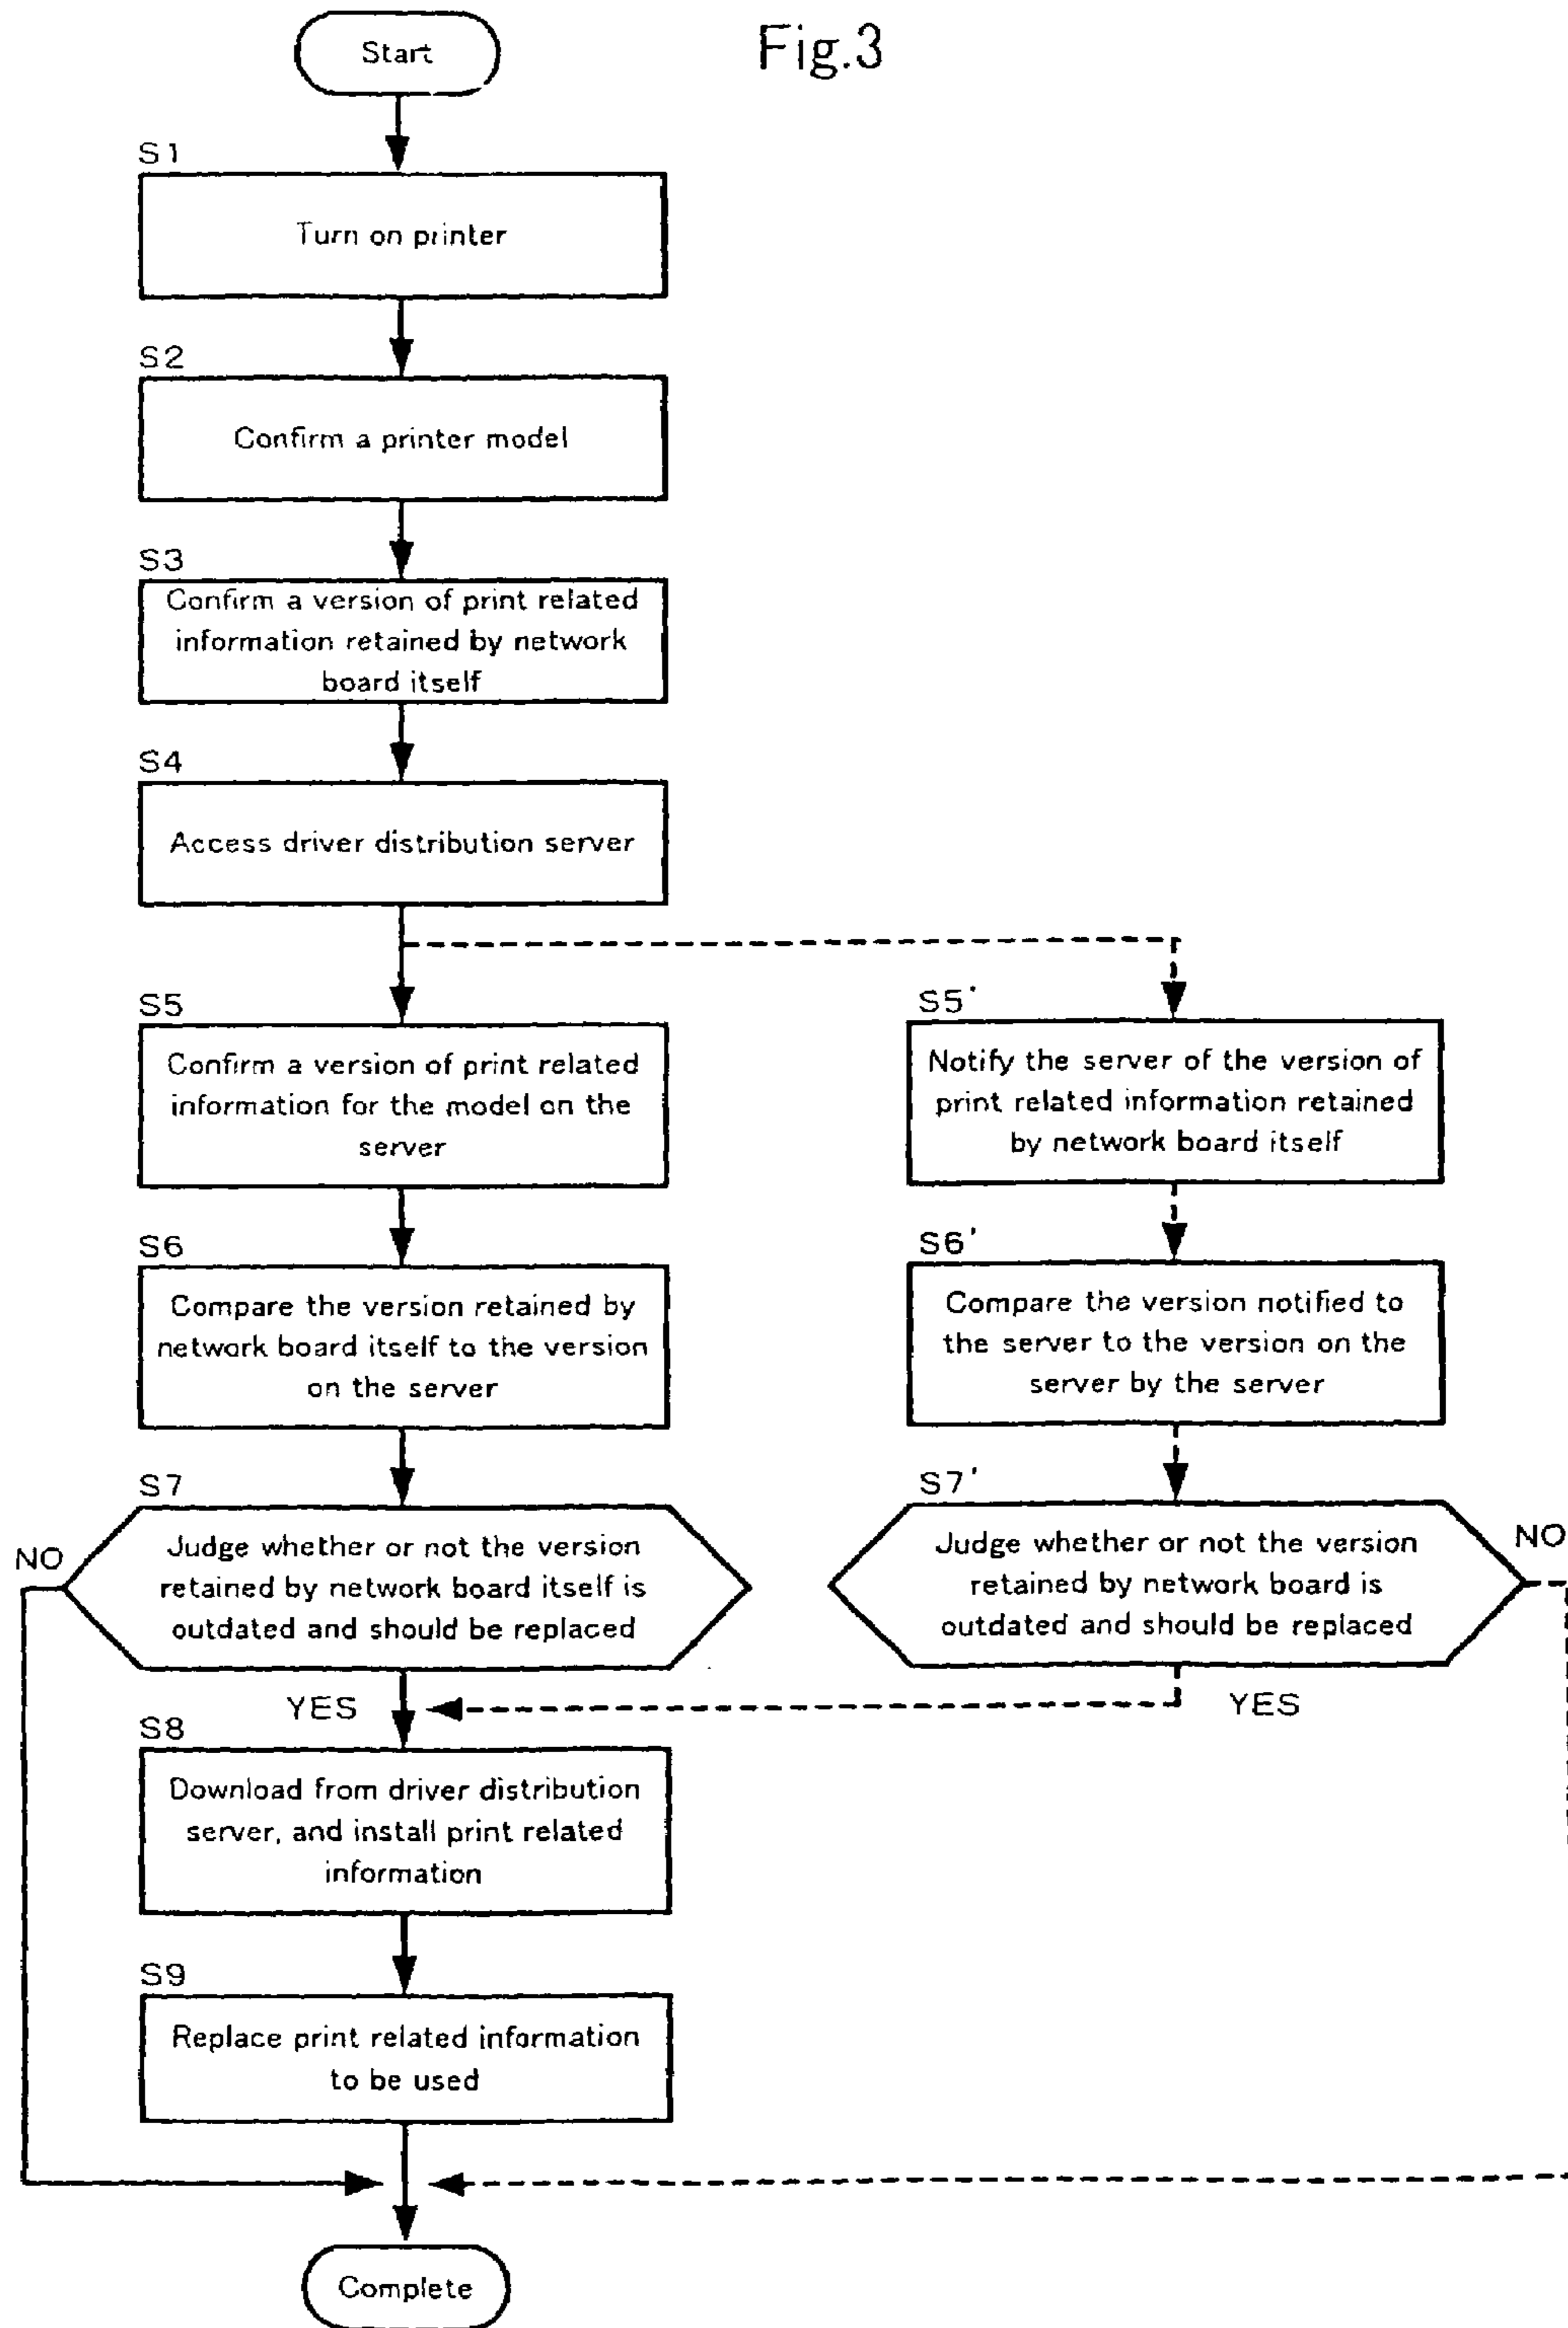 Fig.3
Start
S1
Turn on printer
S2
Confirm a printer model
S3
Confirm a version of print related
information retained by network
board itself
S4
Access driver distribution server
S5
Confirm a version of print related
information for the model on the
server
S5'
Notify the server of the version of
print related information retained
by network board itself
S6
Compare the version retained by
network board itself to the version
on the server
S6'
Compare the version notified to
the server to the version on the
server by the server
S7
NO
Judge whether or not the version
retained by network board itself is
outdated and should be replaced
YES
S7'
NO
Judge whether or not the version
retained by network board is
outdated and should be replaced
YES
S8
Download from driver distribution
server, and install print related
information
S9
Replace print related information
to be used
Complete